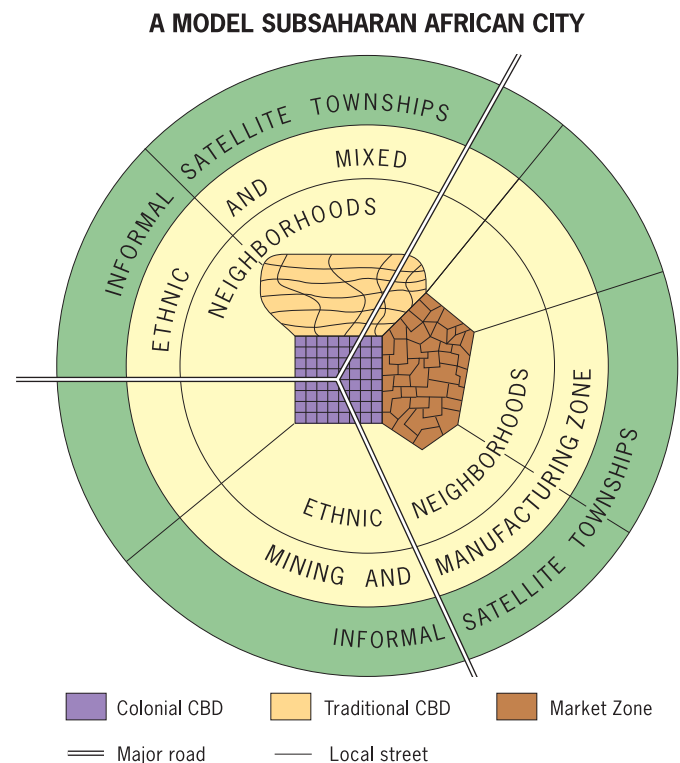 A MODEL SUBSAHARAN AFRICAN CITY
INFORMAL SATELLITE TOWNSHIPS
ETHNIC AND MIXED
NEIGHBORHOODS
ETHNIC NEIGHBORHOODS
MINING AND MANUFACTURING ZONE
INFORMAL SATELLITE TOWNSHIPS
Colonial CBD
Traditional CBD
Market Zone
Major road
Local street